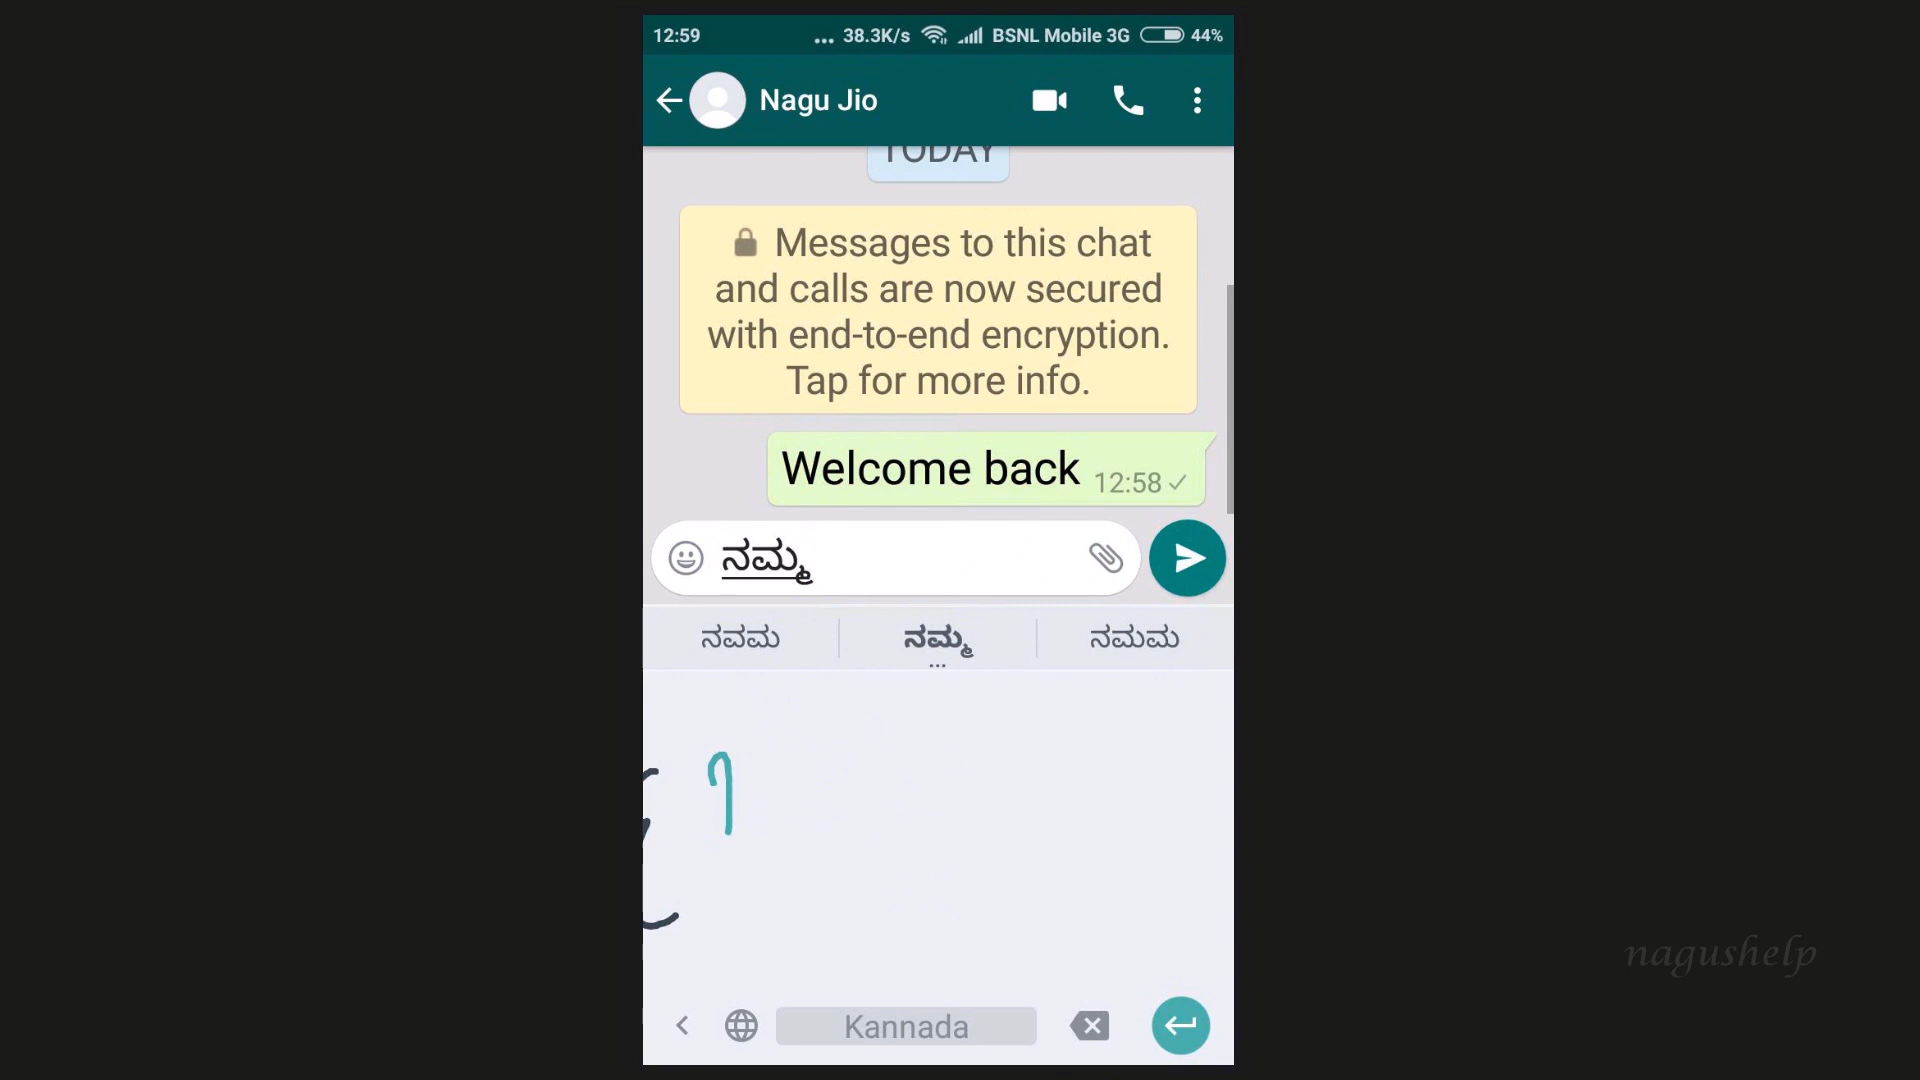 12:59 ... 38.3K/s BSNL Mobile 3G 44%
Nagu Jio
TODAY
Messages to this chat
and calls are now secured
with end-to-end encryption.
Tap for more info.
Welcome back 12:58
ನಮ್ಮ
ನವಮ ನಮ್ಮ ನಮಮ
...
Kannada
nagushelp